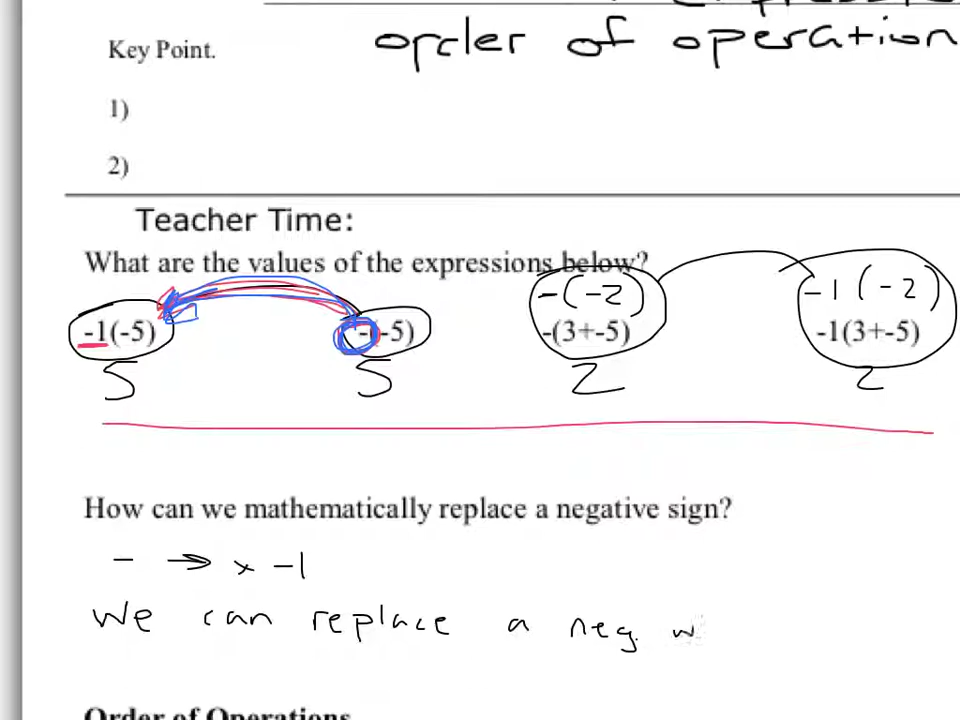 order of operation
Key Point.
1)
2)
Teacher Time:
What are the values of the expressions below?
-(-2) -1(-2)
-1(-5) -(-5) -(3+-5) -1(3+-5)
5 5 2 2
How can we mathematically replace a negative sign?
- → x -1
We can replace a neg. w
Order of Operations